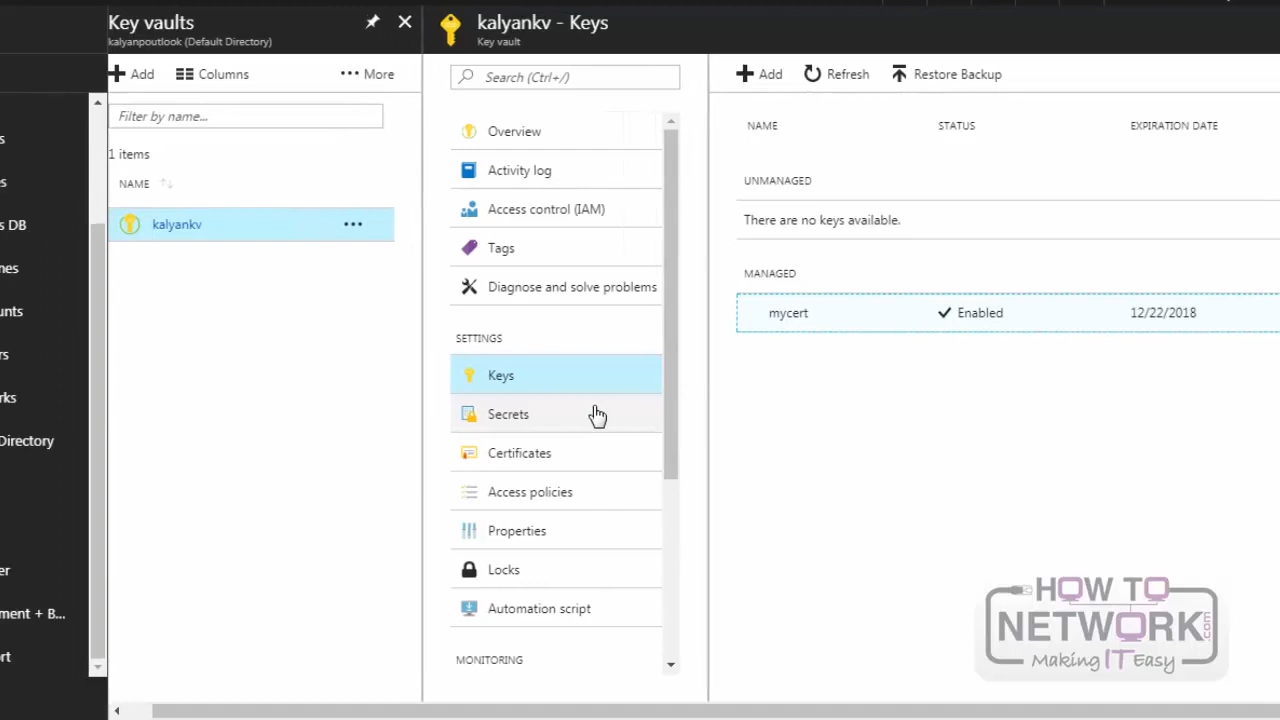 Key vaults
kalyanpoutlook (Default Directory)
Add
Columns
More
Filter by name...
1 items
NAME
kalyankv
s
es
s DB
nes
unts
rs
rks
Directory
er
ment + B...
rt
kalyankv - Keys
Key vault
Search (Ctrl+/)
Overview
Activity log
Access control (IAM)
Tags
Diagnose and solve problems
SETTINGS
Keys
Secrets
Certificates
Access policies
Properties
Locks
Automation script
MONITORING
Add
Refresh
Restore Backup
NAME STATUS EXPIRATION DATE
UNMANAGED
There are no keys available.
MANAGED
mycert Enabled 12/22/2018
HOW TO
NETWORK.com
Making IT Easy